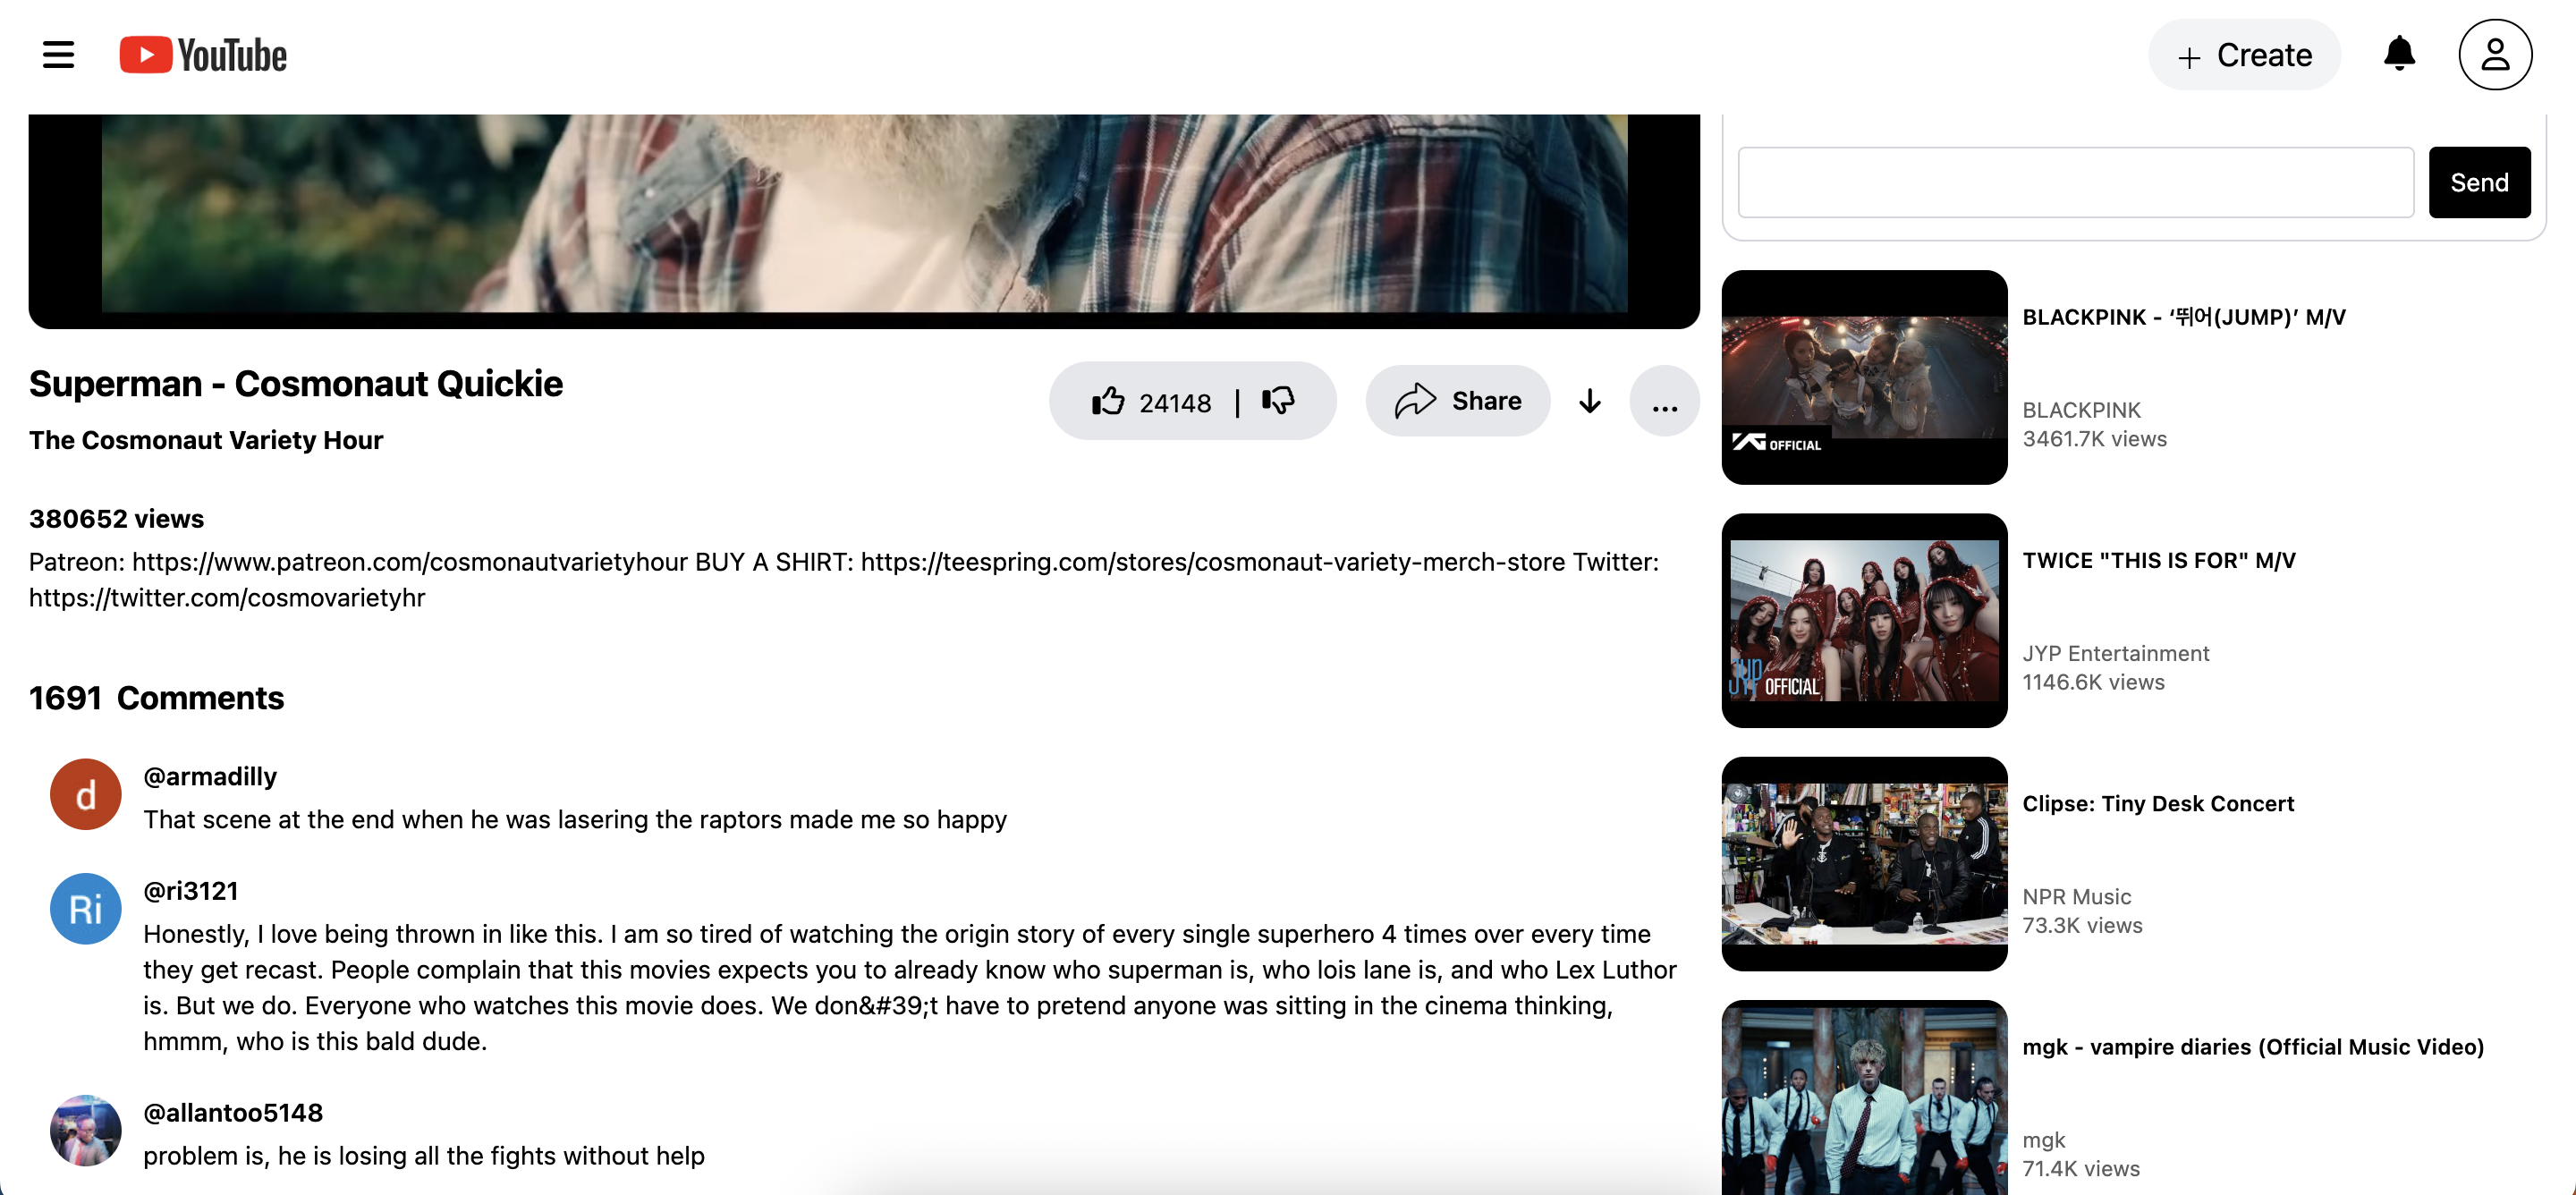 YouTube
+ Create
Send
Superman - Cosmonaut Quickie
24148 |
Share
...
The Cosmonaut Variety Hour
380652 views
Patreon: https://www.patreon.com/cosmonautvarietyhour BUY A SHIRT: https://teespring.com/stores/cosmonaut-variety-merch-store Twitter:
https://twitter.com/cosmovarietyhr
1691 Comments
d
@armadilly
That scene at the end when he was lasering the raptors made me so happy
Ri
@ri3121
Honestly, I love being thrown in like this. I am so tired of watching the origin story of every single superhero 4 times over every time
they get recast. People complain that this movies expects you to already know who superman is, who lois lane is, and who Lex Luthor
is. But we do. Everyone who watches this movie does. We don&#39;t have to pretend anyone was sitting in the cinema thinking,
hmmm, who is this bald dude.
@allantoo5148
problem is, he is losing all the fights without help
YG OFFICIAL
BLACKPINK - ‘뛰어(JUMP)’ M/V
BLACKPINK
3461.7K views
JYP OFFICIAL
TWICE "THIS IS FOR" M/V
JYP Entertainment
1146.6K views
Clipse: Tiny Desk Concert
NPR Music
73.3K views
mgk - vampire diaries (Official Music Video)
mgk
71.4K views